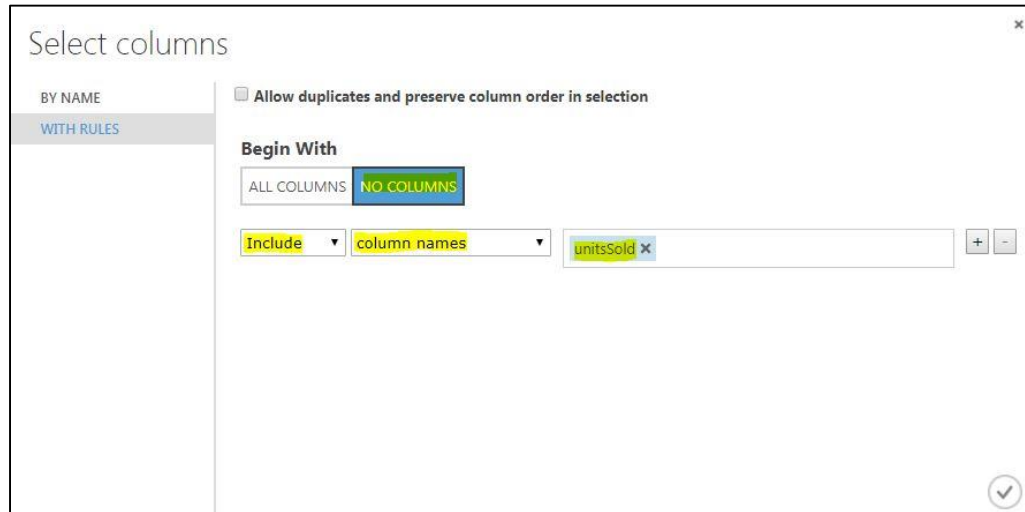 Select columns
×
BY NAME
WITH RULES
Allow duplicates and preserve column order in selection
Begin With
ALL COLUMNS NO COLUMNS
Include column names unitsSold × + -